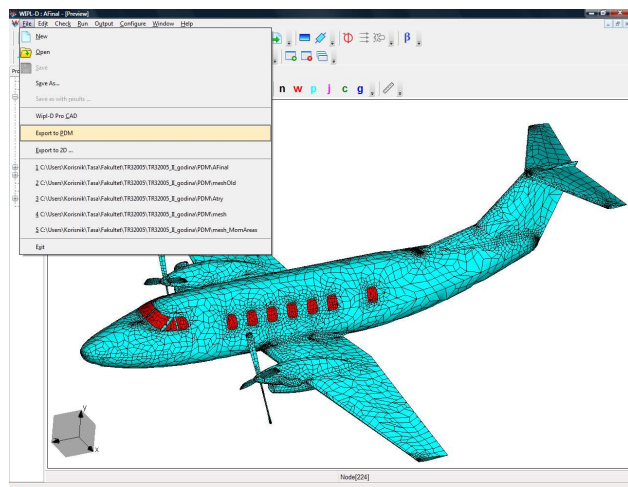 WIPL-D : AFinal - [Preview]
File Edit Check Run Output Configure Window Help
New
Open
Save
Save As...
Save as with results ...
Wipl-D Pro CAD
Export to PDM
Export to 2D ...
1 C:\Users\Korisnik\Tasa\Fakultet\TR32005\TR32005_II_godina\PDM\AFinal
2 C:\Users\Korisnik\Tasa\Fakultet\TR32005\TR32005_II_godina\PDM\meshOld
3 C:\Users\Korisnik\Tasa\Fakultet\TR32005\TR32005_II_godina\PDM\Atry
4 C:\Users\Korisnik\Tasa\Fakultet\TR32005\TR32005_II_godina\PDM\mesh
5 C:\Users\Korisnik\Tasa\Fakultet\TR32005\TR32005_II_godina\PDM\mesh_MomAreas
Exit
β
n w p j c g
Y
X
Node[224]